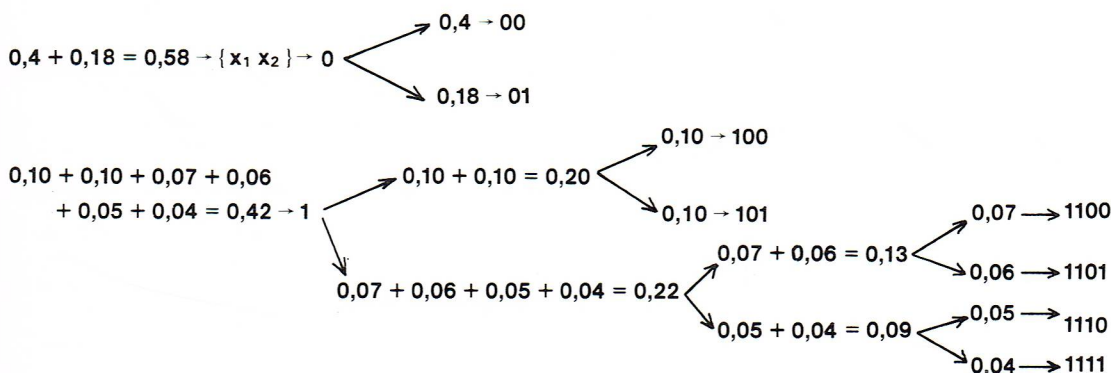 0,4 → 00
0,4 + 0,18 = 0,58 → {x₁ x₂} → 0
0,18 → 01
0,10 → 100
0,10 + 0,10 + 0,07 + 0,06
+ 0,05 + 0,04 = 0,42 → 1
0,10 + 0,10 = 0,20
0,10 → 101
0,07 → 1100
0,07 + 0,06 = 0,13
0,06 → 1101
0,07 + 0,06 + 0,05 + 0,04 = 0,22
0,05 → 1110
0,05 + 0,04 = 0,09
0,04 → 1111